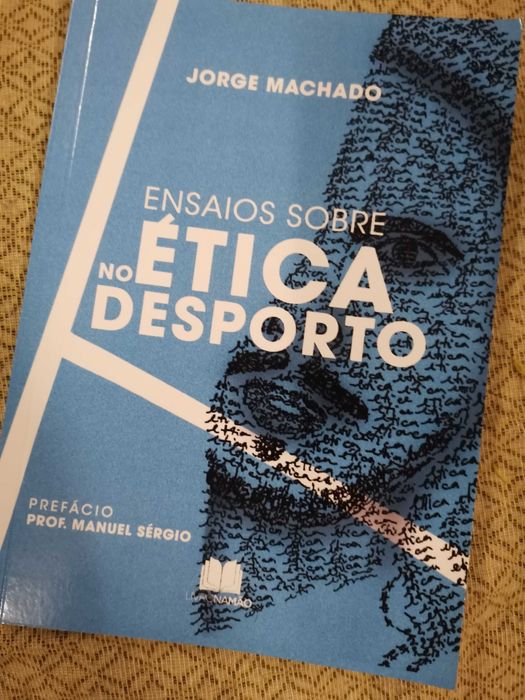 JORGE MACHADO
ENSAIOS SOBRE
ÉTICA
NO
DESPORTO
PREFÁCIO
PROF. MANUEL SÉRGIO